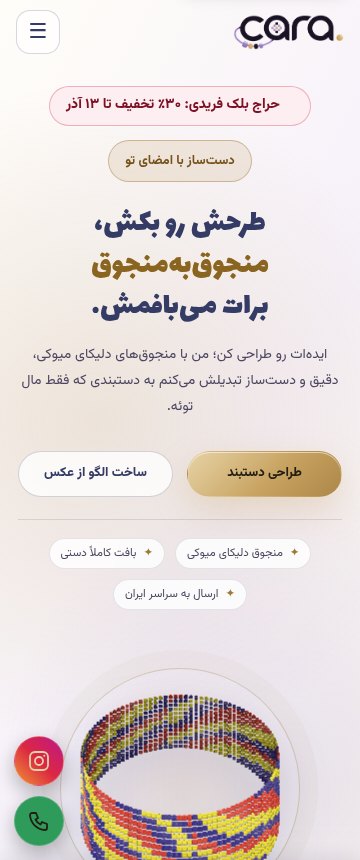 cara.
حراج بلک فریدی: ۳۰٪ تخفیف تا ۱۳ آذر
دست‌ساز با امضای تو
طرحش رو بکش،
منجوق‌به‌منجوق
برات می‌بافمش.
ایده‌ات رو طراحی کن؛ من با منجوق‌های دلیکای میوکی،
دقیق و دست‌ساز تبدیلش می‌کنم به دستبندی که فقط مال
توئه.
طراحی دستبند
ساخت الگو از عکس
منجوق دلیکای میوکی
بافت کاملاً دستی
ارسال به سراسر ایران